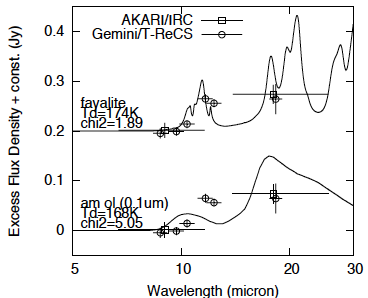 AKARI/IRC
Gemini/T-ReCS
0.4
0.3
0.2
0.1
0
Excess Flux Density + const. (Jy)
fayalite
Td=174K
chi2=1.89
am ol (0.1um)
Td=168K
chi2=5.05
5 10 20 30
Wavelength (micron)